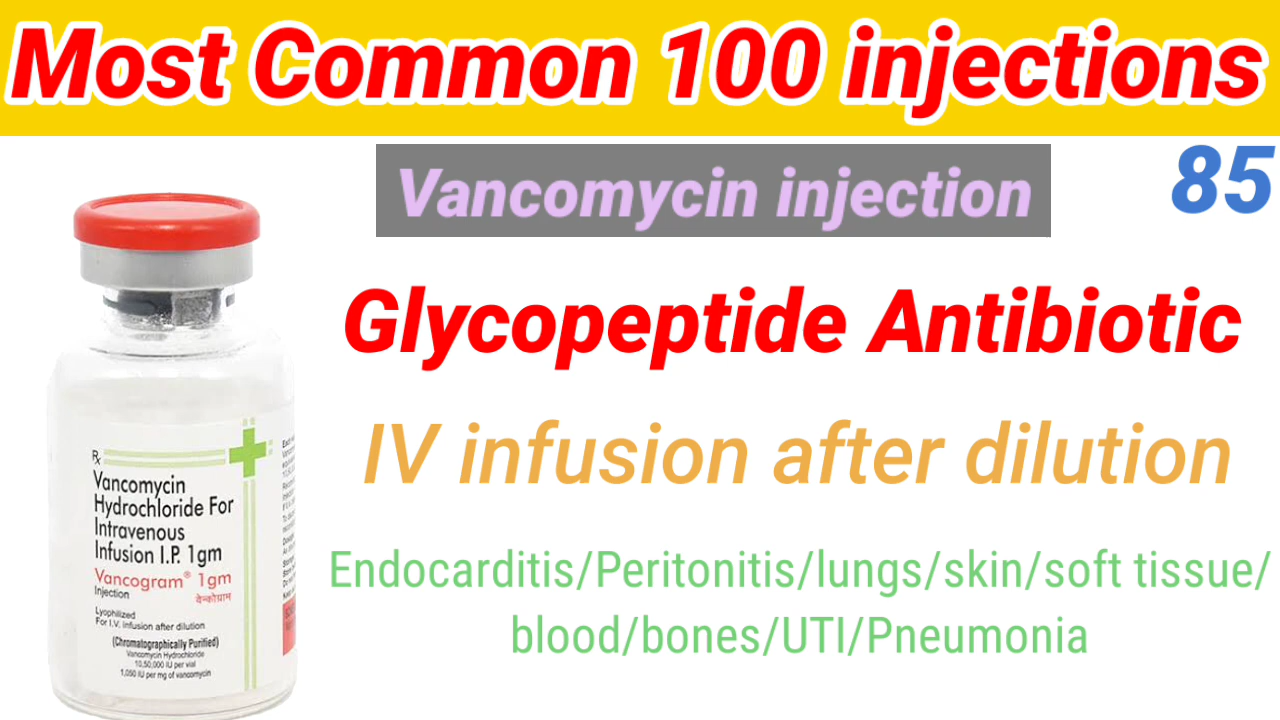 Most Common 100 injections
Vancomycin injection
85
Glycopeptide Antibiotic
IV infusion after dilution
Endocarditis/Peritonitis/lungs/skin/soft tissue/
blood/bones/UTI/Pneumonia
Rx
Vancomycin
Hydrochloride For
Intravenous
Infusion I.P. 1gm
Vancogram® 1gm
Injection
वेन्कोग्राम
Lyophilized
For I.V. infusion after dilution
(Chromatographically Purified)
Vancomycin Hydrochloride
10,50,000 IU per vial
1,050 IU per mg of vancomycin